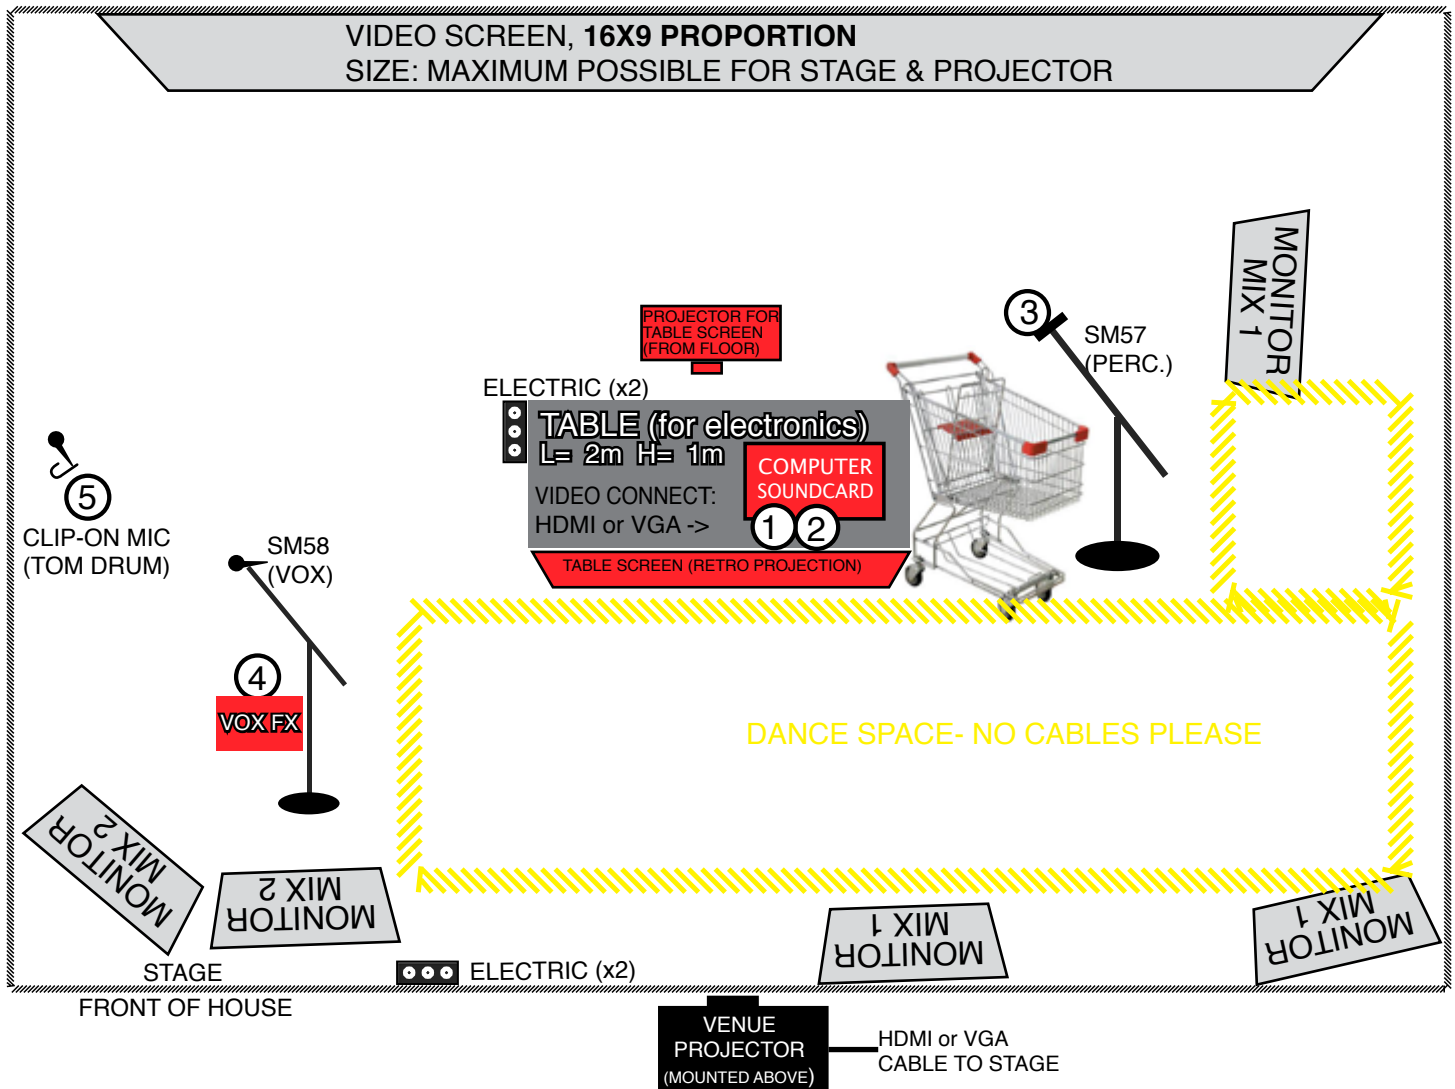 VIDEO SCREEN, 16X9 PROPORTION
SIZE: MAXIMUM POSSIBLE FOR STAGE & PROJECTOR
MONITOR
MIX 1
PROJECTOR FOR
TABLE SCREEN
(FROM FLOOR)
3
SM57
(PERC.)
ELECTRIC (x2)
TABLE (for electronics)
L= 2m H= 1m
COMPUTER
SOUNDCARD
VIDEO CONNECT:
HDMI or VGA ->
1 2
TABLE SCREEN (RETRO PROJECTION)
5
CLIP-ON MIC
(TOM DRUM)
SM58
(VOX)
4
VOX FX
DANCE SPACE- NO CABLES PLEASE
MONITOR
MIX 2
MONITOR
MIX 2
MONITOR
MIX 1
MONITOR
MIX 1
STAGE
ELECTRIC (x2)
FRONT OF HOUSE
VENUE
PROJECTOR
(MOUNTED ABOVE)
HDMI or VGA
CABLE TO STAGE